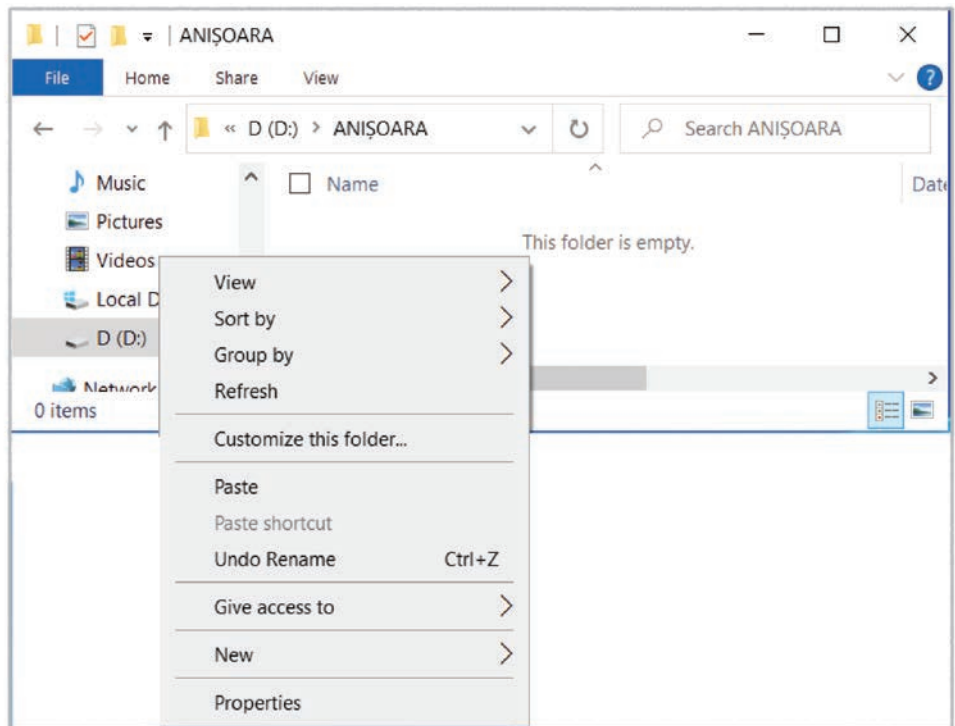 ANIȘOARA
File Home Share View
« D (D:) > ANIȘOARA Search ANIȘOARA
Music
Name Date
Pictures
This folder is empty.
Videos
Local D
D (D:)
Network
0 items
View
Sort by
Group by
Refresh
Customize this folder...
Paste
Paste shortcut
Undo Rename Ctrl+Z
Give access to
New
Properties